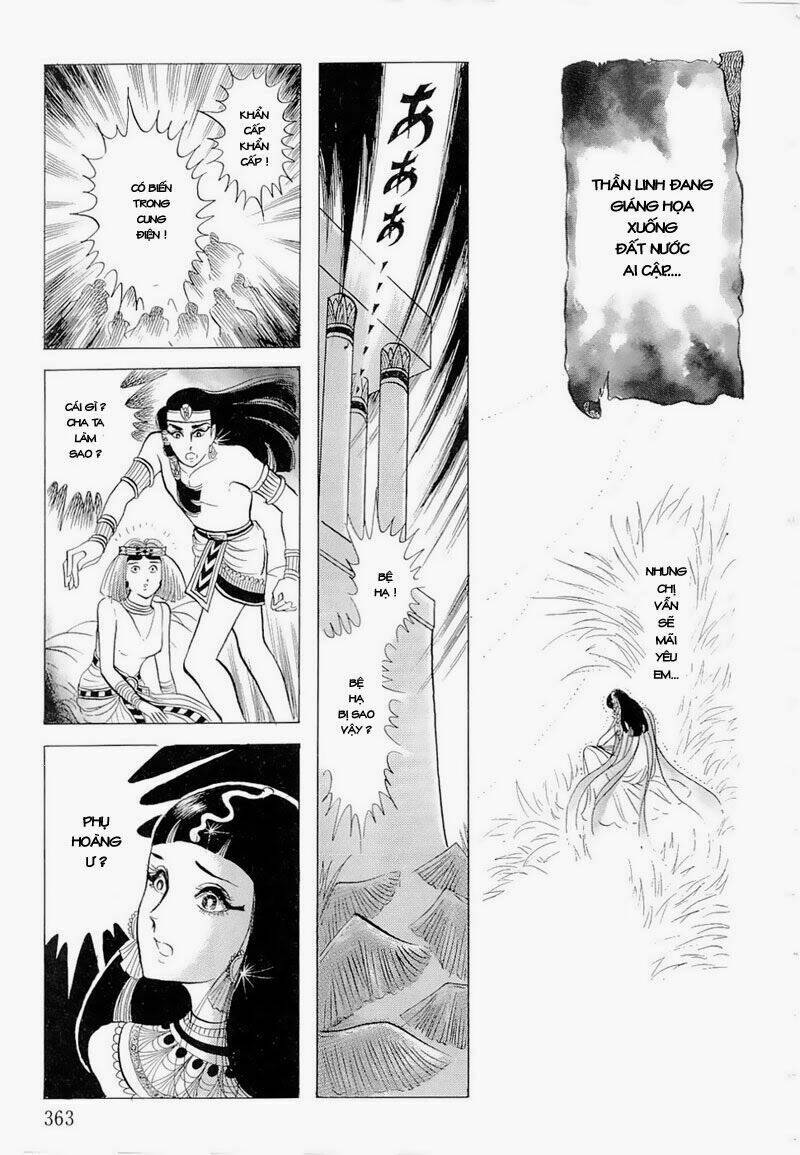 THẦN LINH ĐANG
GIÁNG HỌA
XUỐNG
ĐẤT NƯỚC
AI CẬP....
NHƯNG
CHỊ
VẪN
SẼ
MÃI
YÊU
EM...
あああ
BỆ
HẠ !
BỆ
HẠ
BỊ SAO
VẬY ?
KHẨN
CẤP
KHẨN
CẤP !
CÓ BIẾN
TRONG
CUNG
ĐIỆN !
CÁI GÌ ?
CHA TA
LÀM
SAO ?
PHỤ
HOÀNG
Ư ?
363